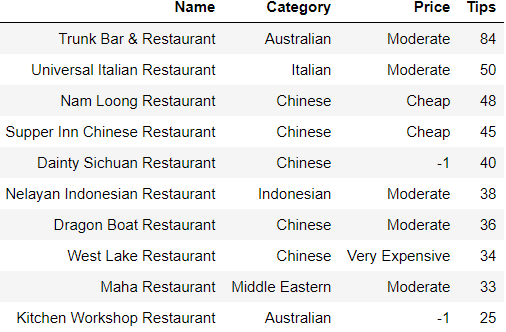 Name Category Price Tips
Trunk Bar & Restaurant Australian Moderate 84
Universal Italian Restaurant Italian Moderate 50
Nam Loong Restaurant Chinese Cheap 48
Supper Inn Chinese Restaurant Chinese Cheap 45
Dainty Sichuan Restaurant Chinese -1 40
Nelayan Indonesian Restaurant Indonesian Moderate 38
Dragon Boat Restaurant Chinese Moderate 36
West Lake Restaurant Chinese Very Expensive 34
Maha Restaurant Middle Eastern Moderate 33
Kitchen Workshop Restaurant Australian -1 25